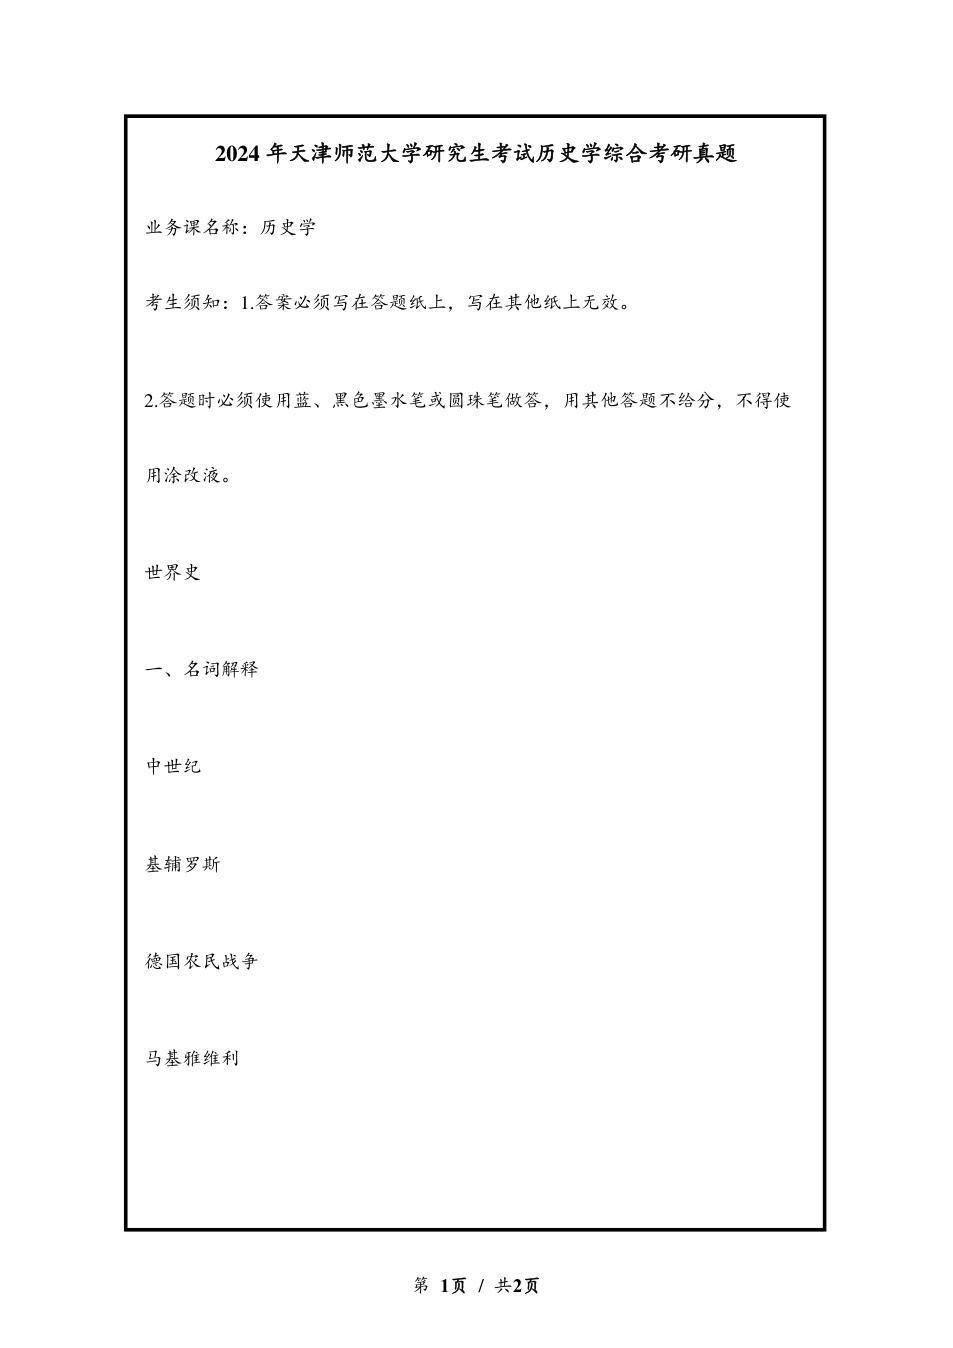 2024 年天津师范大学研究生考试历史学综合考研真题
业务课名称：历史学
考生须知：1.答案必须写在答题纸上，写在其他纸上无效。
2.答题时必须使用蓝、黑色墨水笔或圆珠笔做答，用其他答题不给分，不得使
用涂改液。
世界史
一、名词解释
中世纪
基辅罗斯
德国农民战争
马基雅维利
第 1页 / 共2页